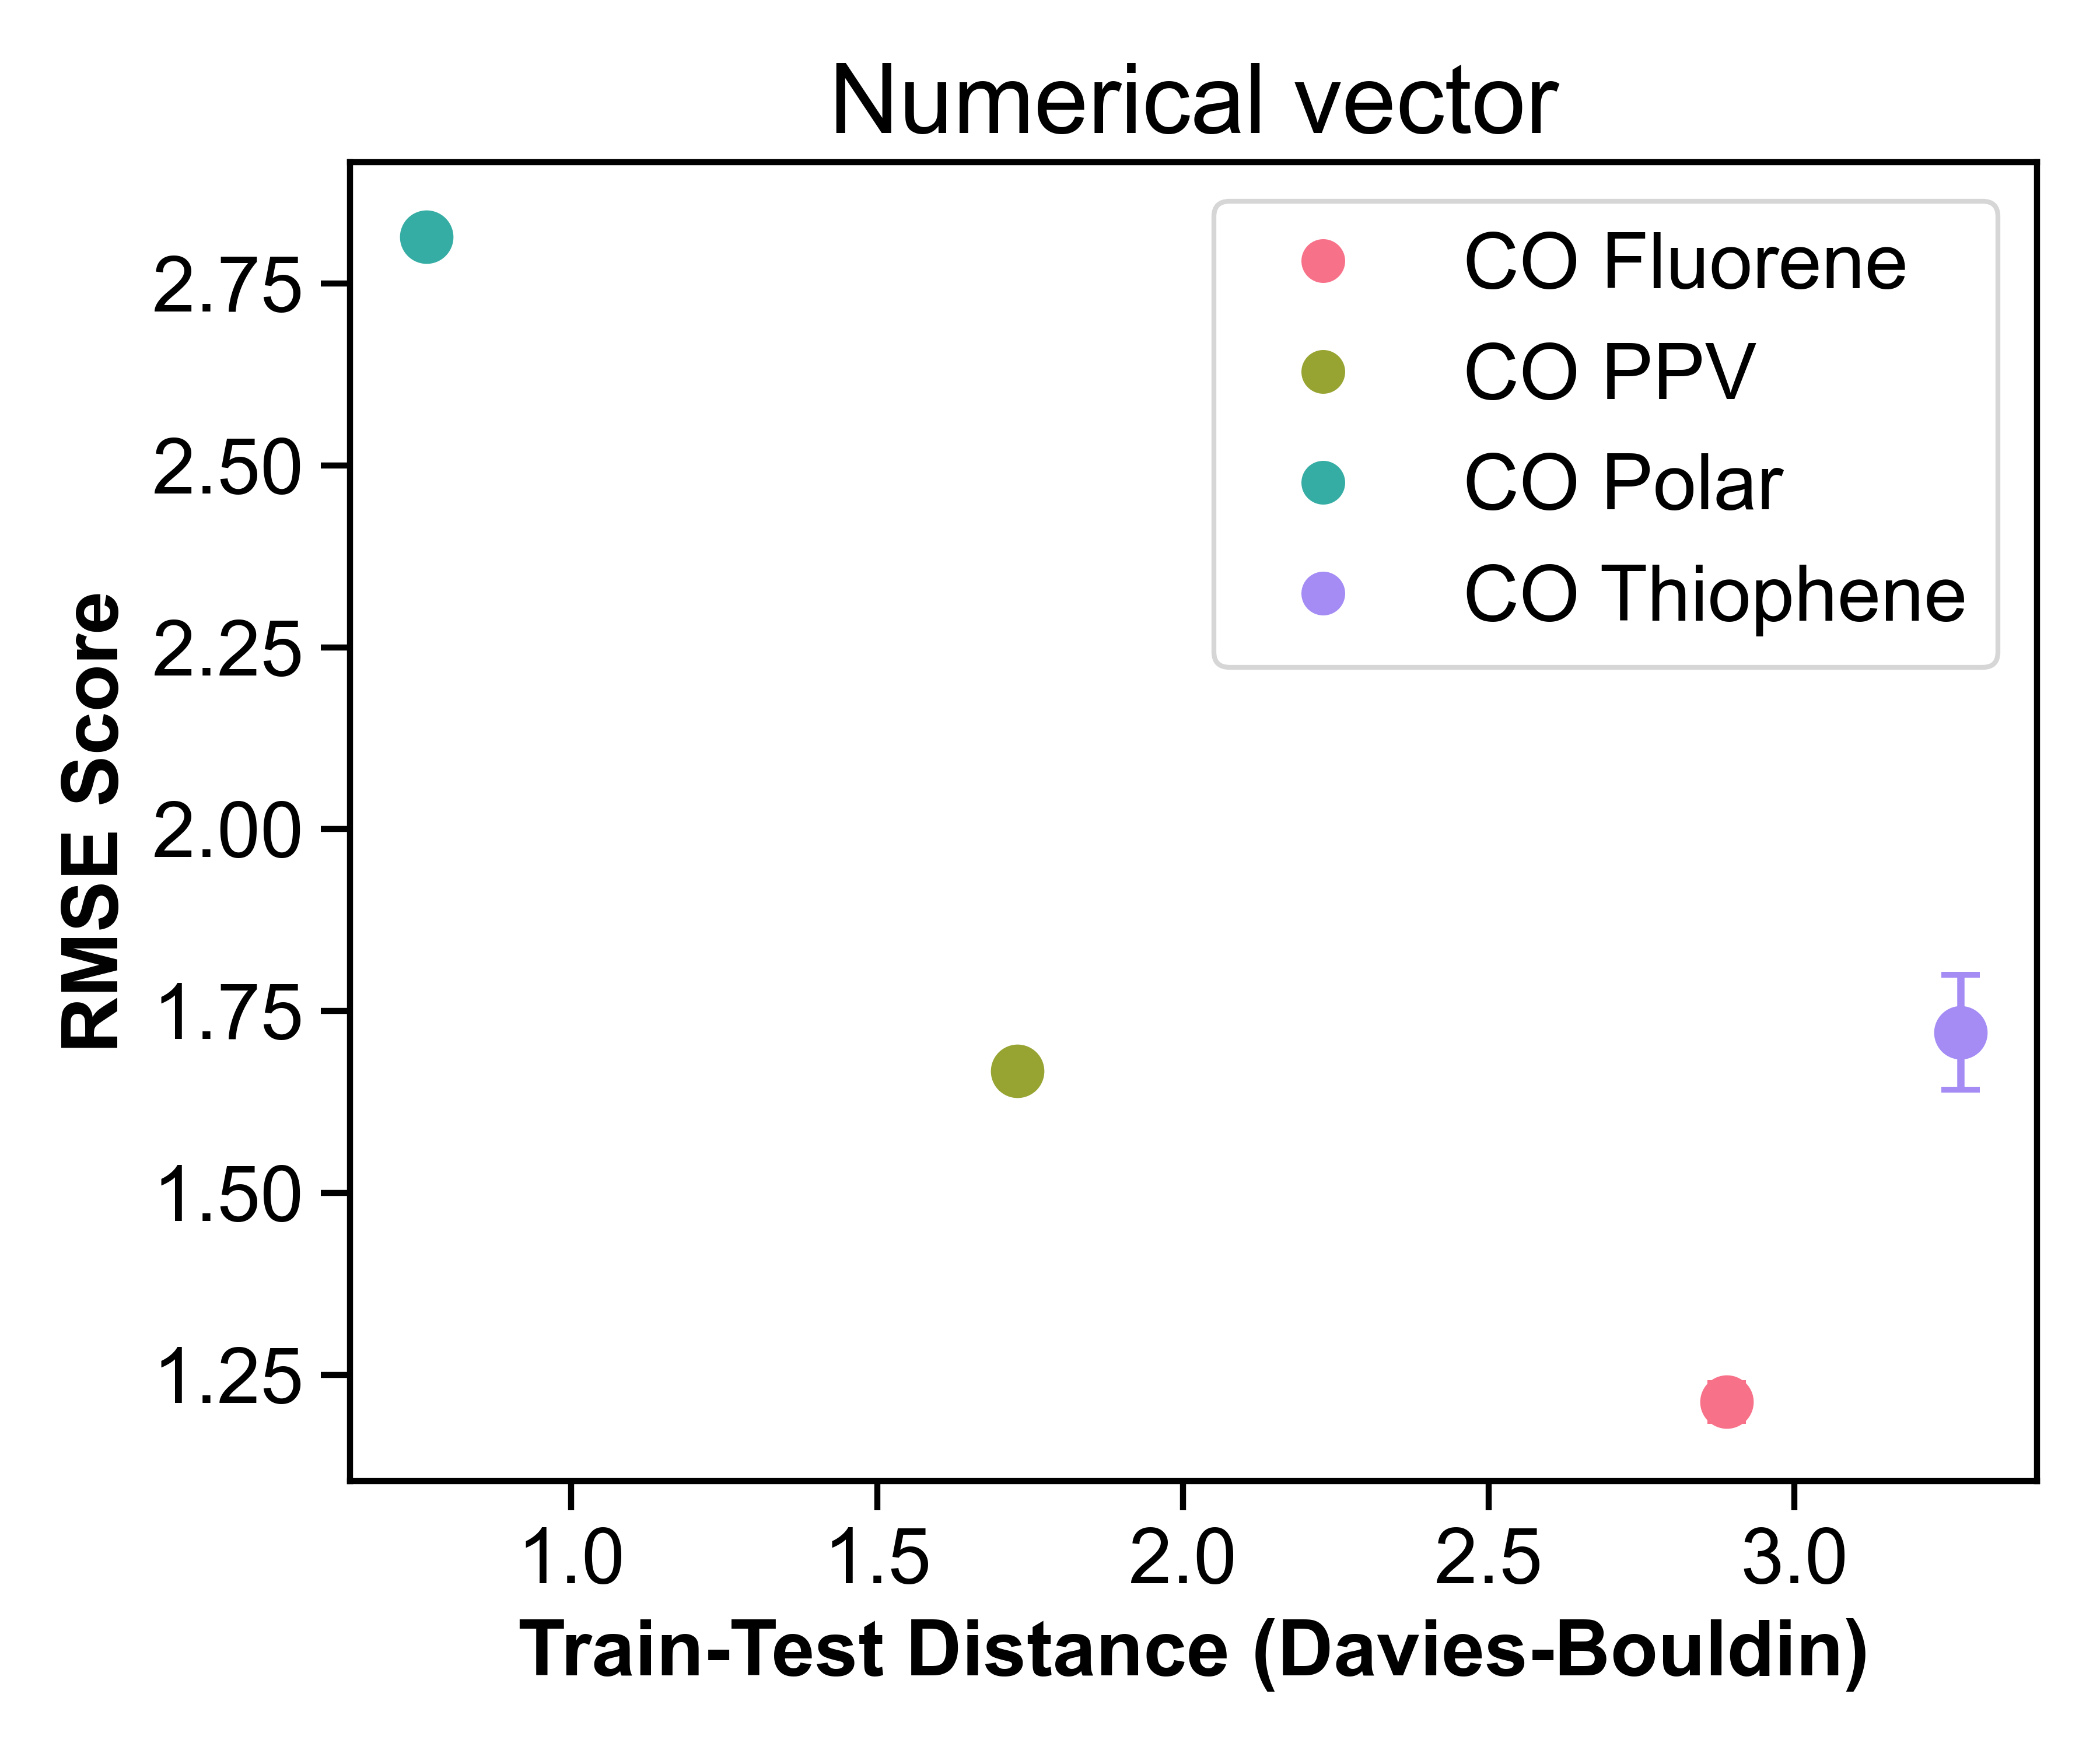 Numerical vector
CO Fluorene
CO PPV
CO Polar
CO Thiophene
RMSE Score
2.75
2.50
2.25
2.00
1.75
1.50
1.25
1.0 1.5 2.0 2.5 3.0
Train-Test Distance (Davies-Bouldin)